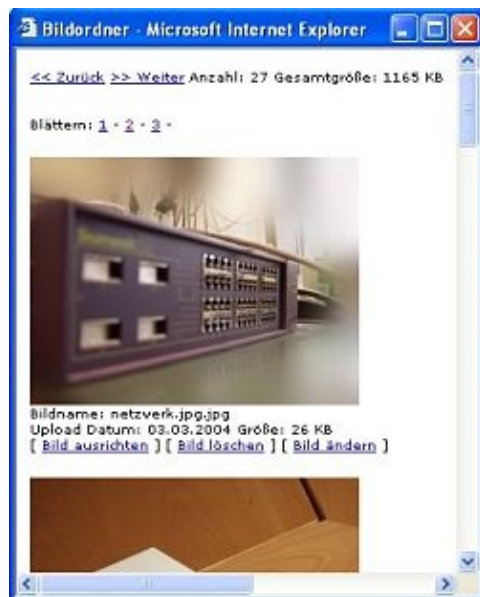 Bildordner - Microsoft Internet Explorer
<< Zurück >> Weiter Anzahl: 27 Gesamtgröße: 1165 KB
Blättern: 1 - 2 - 3 -
Bildname: netzverk.jpg.jpg
Upload Datum: 03.03.2004 Größe: 26 KB
[ Bild ausrichten ] [ Bild löschen ] [ Bild ändern ]